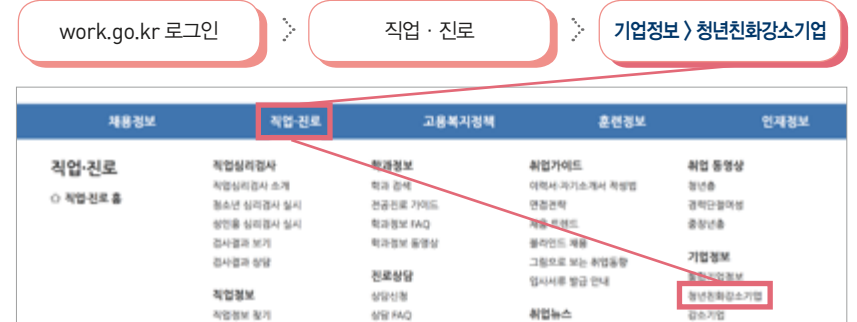 work.go.kr 로그인
직업 · 진로
기업정보 〉 청년친화강소기업
채용정보 직업·진로 고용복지정책 훈련정보 인재정보
직업·진로
직업·진로 홈
직업심리검사
직업심리검사 소개
청소년 심리검사 실시
성인용 심리검사 실시
검사결과 보기
검사결과 상담
직업정보
직업정보 찾기
학과정보
학과 검색
전공진로 가이드
학과정보 FAQ
학과정보 동영상
진로상담
상담신청
상담 FAQ
취업가이드
이력서·자기소개서 작성법
면접전략
채용 트렌드
블라인드 채용
그림으로 보는 취업동향
입사서류 발급 안내
취업뉴스
취업 동영상
청년층
경력단절여성
중장년층
기업정보
통합기업정보
청년친화강소기업
강소기업